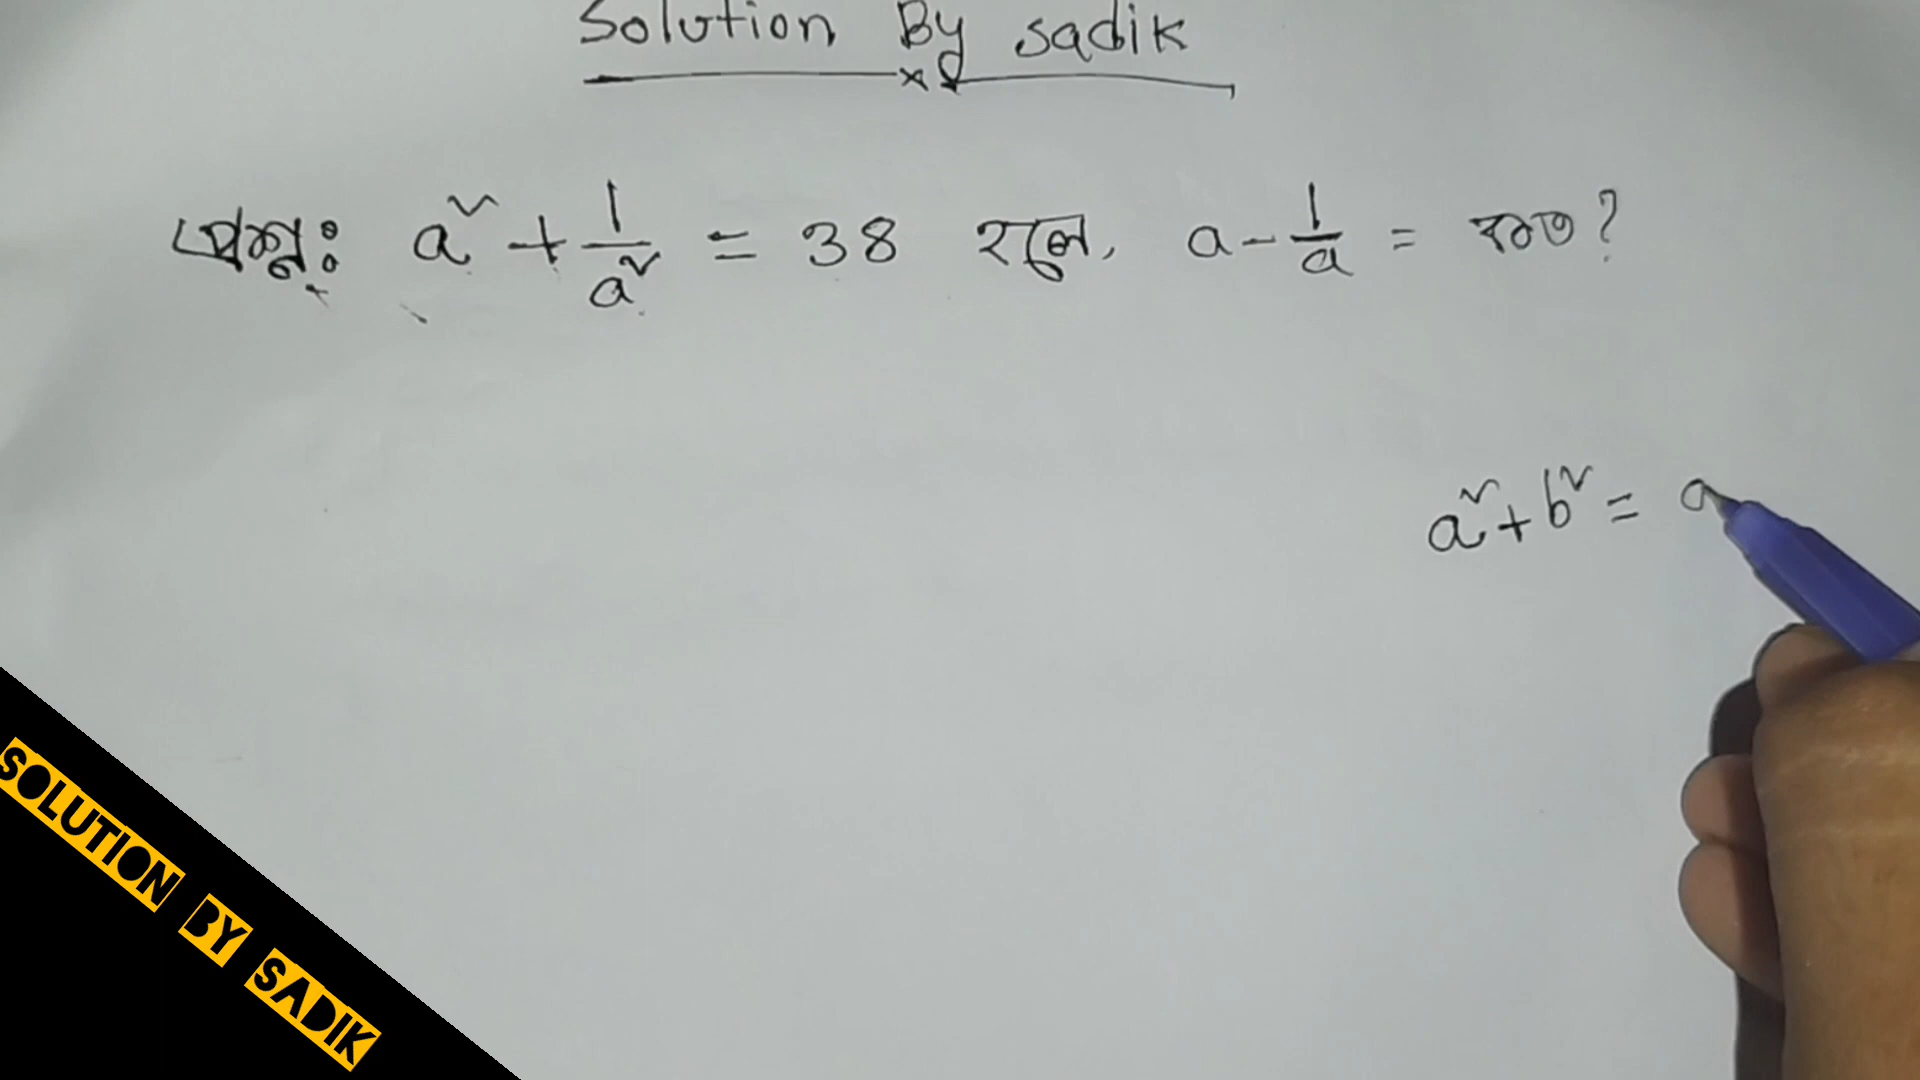 Solution By sadik
প্রশ্ন: a² + 1/a² = 38 হলে, a - 1/a = কত?
a² + b² = a
SOLUTION BY SADIK